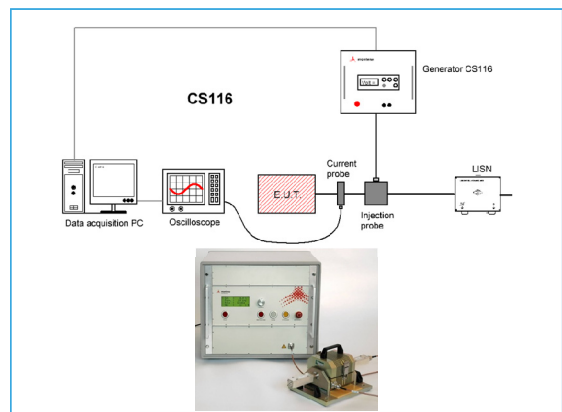 Generator CS116
CS116
Current
probe
LISN
E.U.T.
Data acquisition PC
Oscilloscope
Injection
probe